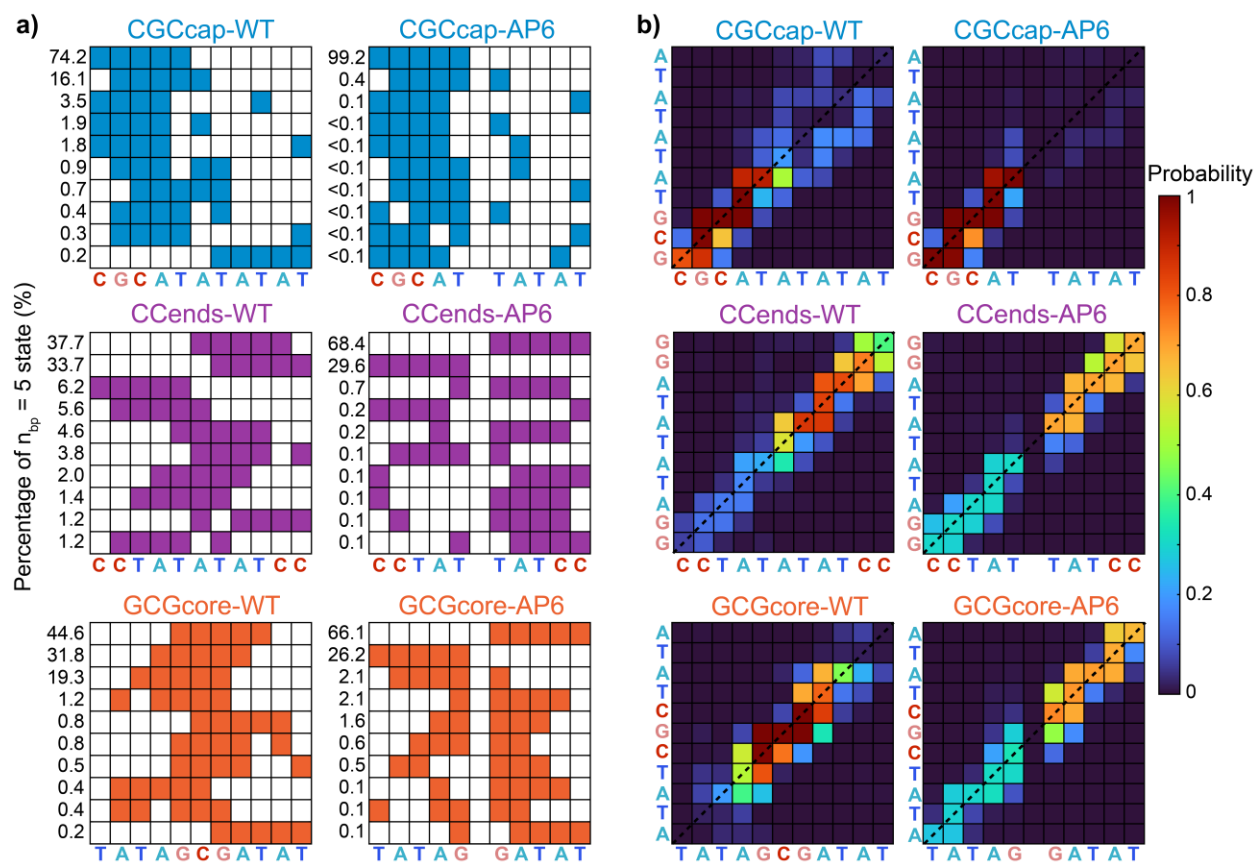 a)
CGCcap-WT
CGCcap-AP6
Percentage of n_bp = 5 state (%)
74.2
16.1
3.5
1.9
1.8
0.9
0.7
0.4
0.3
0.2
C G C A T A T A T A T
99.2
0.4
0.1
<0.1
<0.1
<0.1
<0.1
<0.1
<0.1
<0.1
C G C A T T A T A T
CCends-WT
CCends-AP6
37.7
33.7
6.2
5.6
4.6
3.8
2.0
1.4
1.2
1.2
C C T A T A T A T C C
68.4
29.6
0.7
0.2
0.2
0.1
0.1
0.1
0.1
0.1
C C T A T T A T C C
GCGcore-WT
GCGcore-AP6
44.6
31.8
19.3
1.2
0.8
0.8
0.5
0.4
0.4
0.2
T A T A G C G A T A T
66.1
26.2
2.1
2.1
1.6
0.6
0.5
0.1
0.1
0.1
T A T A G G A T A T
b)
CGCcap-WT
CGCcap-AP6
A
T
A
T
A
T
A
T
G
C
G
C G C A T A T A T A T
A
T
A
T
A
T
A
T
G
C
G
C G C A T T A T A T
CCends-WT
CCends-AP6
G
G
A
T
A
T
A
T
A
G
G
C C T A T A T A T C C
G
G
A
T
A
T
A
T
A
G
G
C C T A T T A T C C
GCGcore-WT
GCGcore-AP6
A
T
A
T
C
G
C
T
A
T
A
T A T A G C G A T A T
A
T
A
T
C
G
C
T
A
T
A
T A T A G G A T A T
Probability
1
0.8
0.6
0.4
0.2
0